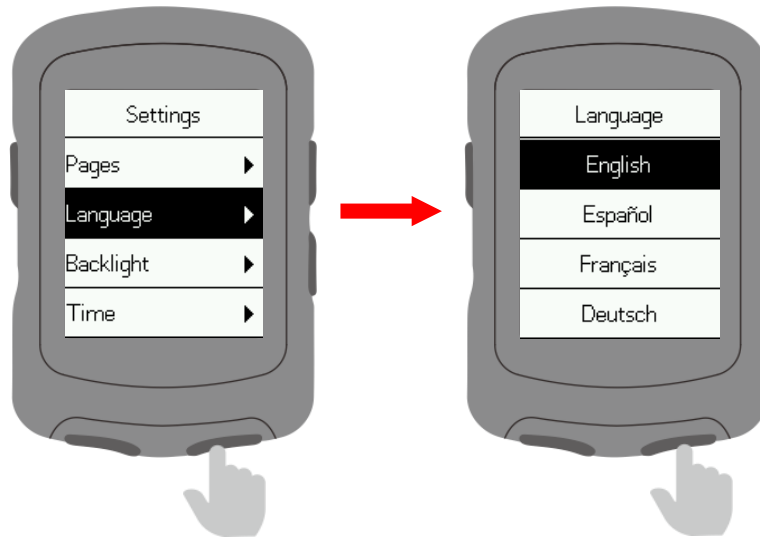 Settings
Pages
Language
Backlight
Time
Language
English
Español
Français
Deutsch